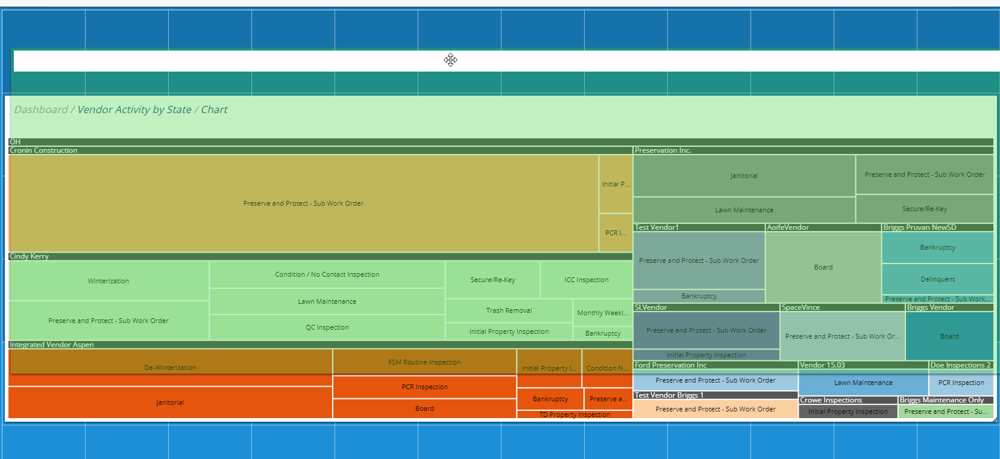 Dashboard / Vendor Activity by State / Chart
OH
Cronin Construction
Preserve and Protect - Sub Work Order
Initial P...
PCR I...
Cindy Kerry
Winterization
Preserve and Protect - Sub Work Order
Condition / No Contact Inspection
Lawn Maintenance
QC Inspection
Secure/Re-Key
ICC Inspection
Trash Removal
Initial Property Inspection
Monthly Weekl...
Bankruptcy
Integrated Vendor Aspen
De-Winterization
Janitorial
FSM Routine Inspection
PCR Inspection
Board
Initial Property I...
Condition N...
Bankruptcy
Preserve a...
TD Property Inspection
Preservation Inc.
Janitorial
Lawn Maintenance
Preserve and Protect - Sub Work Order
Secure/Re-Key
Test Vendor1
Preserve and Protect - Sub Work Order
Bankruptcy
AoifeVendor
Board
Briggs Pruvan NewSD
Bankruptcy
Delinquent
Preserve and Protect - Sub Work...
SLVendor
Preserve and Protect - Sub Work Order
Initial Property Inspection
SpaceVince
Preserve and Protect - Sub Work Or...
Briggs Vendor
Board
Ford Preservation Inc
Preserve and Protect - Sub Work Order
Test Vendor Briggs 1
Preserve and Protect - Sub Work Order
Vendor 15.03
Lawn Maintenance
Doe Inspections 2
PCR Inspection
Crowe Inspections
Initial Property Inspection
Briggs Maintenance Only
Preserve and Protect - Su...